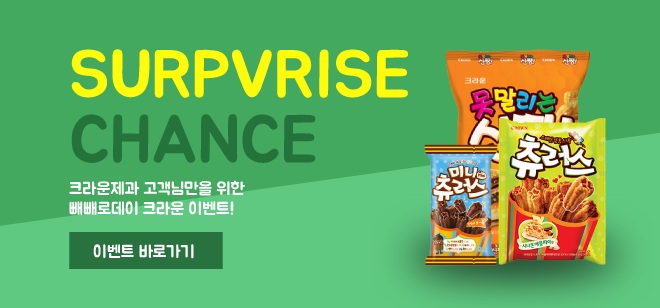 SURPVRISE
CHANCE
크라운제과 고객님만을 위한
빼빼로데이 크라운 이벤트!
이벤트 바로가기
크라운
못말리는
미니
츄러스
츄러스